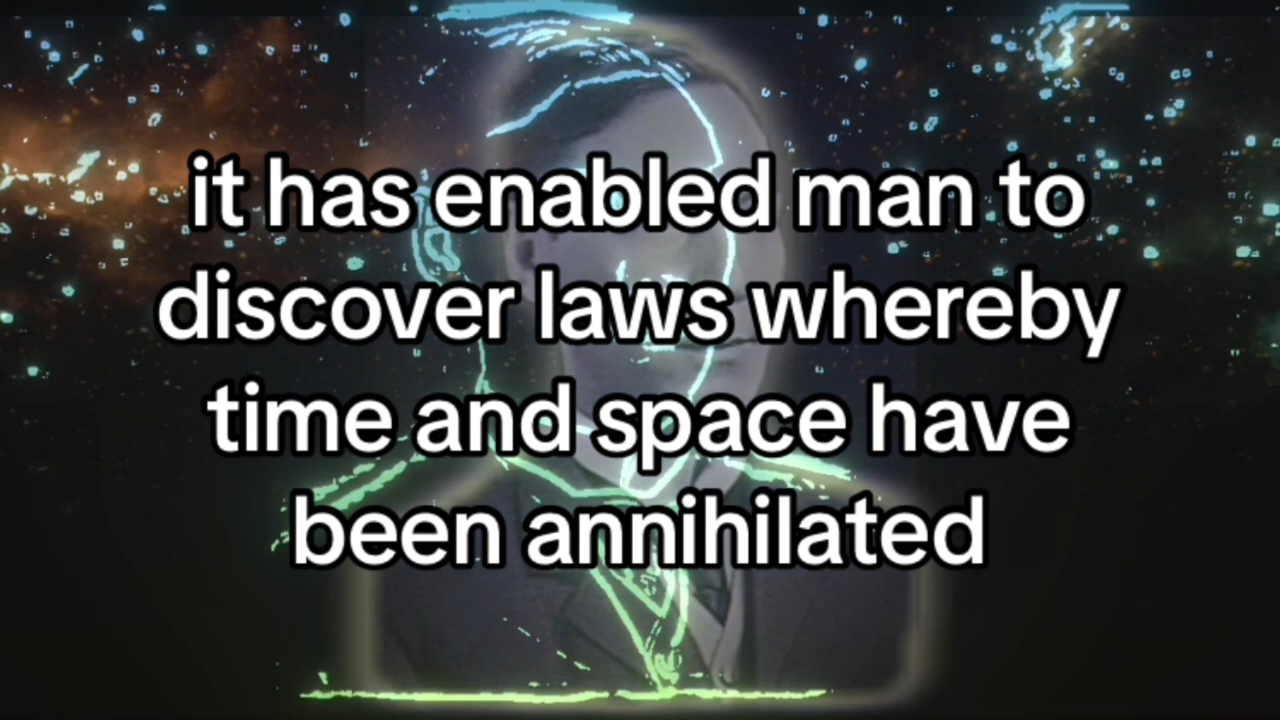 it has enabled man to
discover laws whereby
time and space have
been annihilated